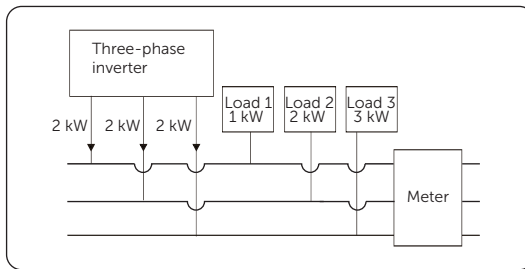 Three-phase
inverter
2 kW
2 kW
2 kW
Load 1
1 kW
Load 2
2 kW
Load 3
3 kW
Meter